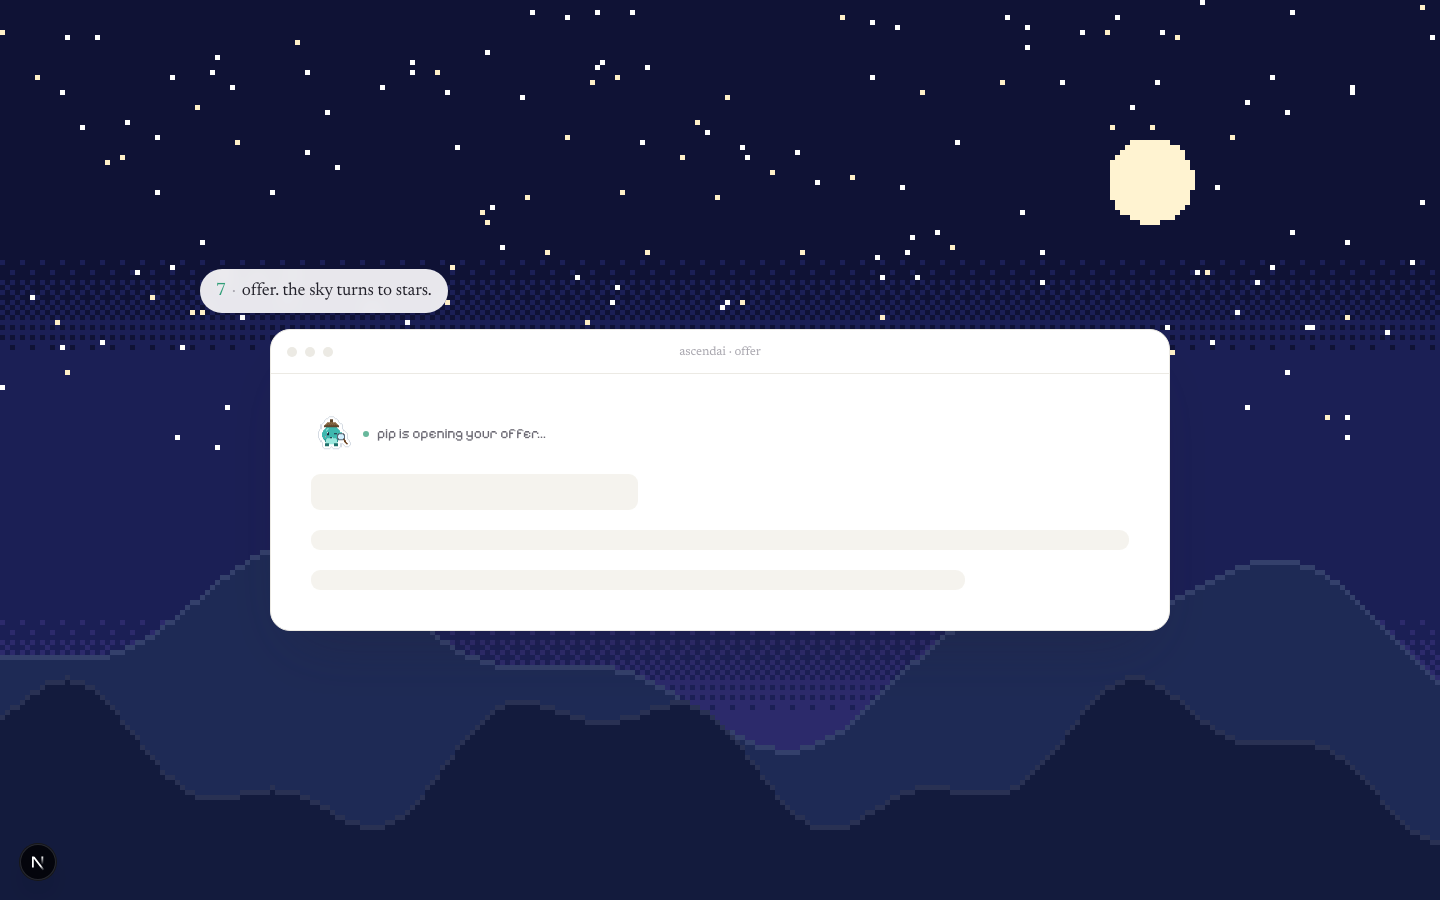 7 · offer. the sky turns to stars.
ascendai · offer
pip is opening your offer...
N